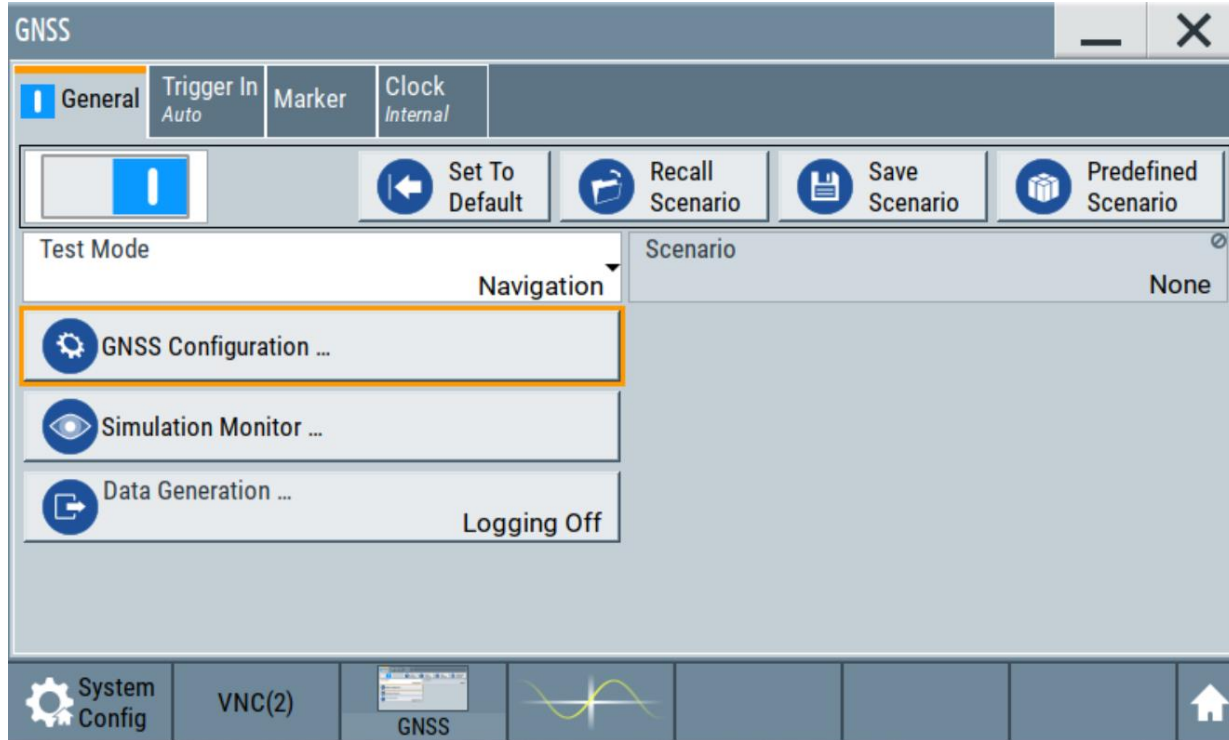 GNSS
General
Trigger In
Auto
Marker
Clock
Internal
Set To
Default
Recall
Scenario
Save
Scenario
Predefined
Scenario
Test Mode
Navigation
Scenario
None
GNSS Configuration ...
Simulation Monitor ...
Data Generation ...
Logging Off
System
Config
VNC(2)
GNSS